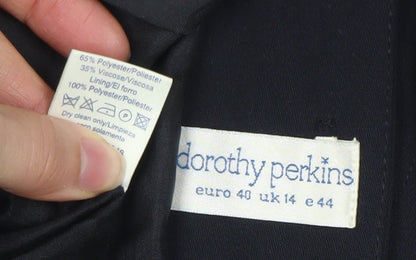 65% Polyester/Poliester
35% Viscose/Viscosa
Lining/El forro
100% Polyester/Poliester
Dry clean only/Limpieza
solamente
dorothy perkins
euro 40 uk 14 e 44